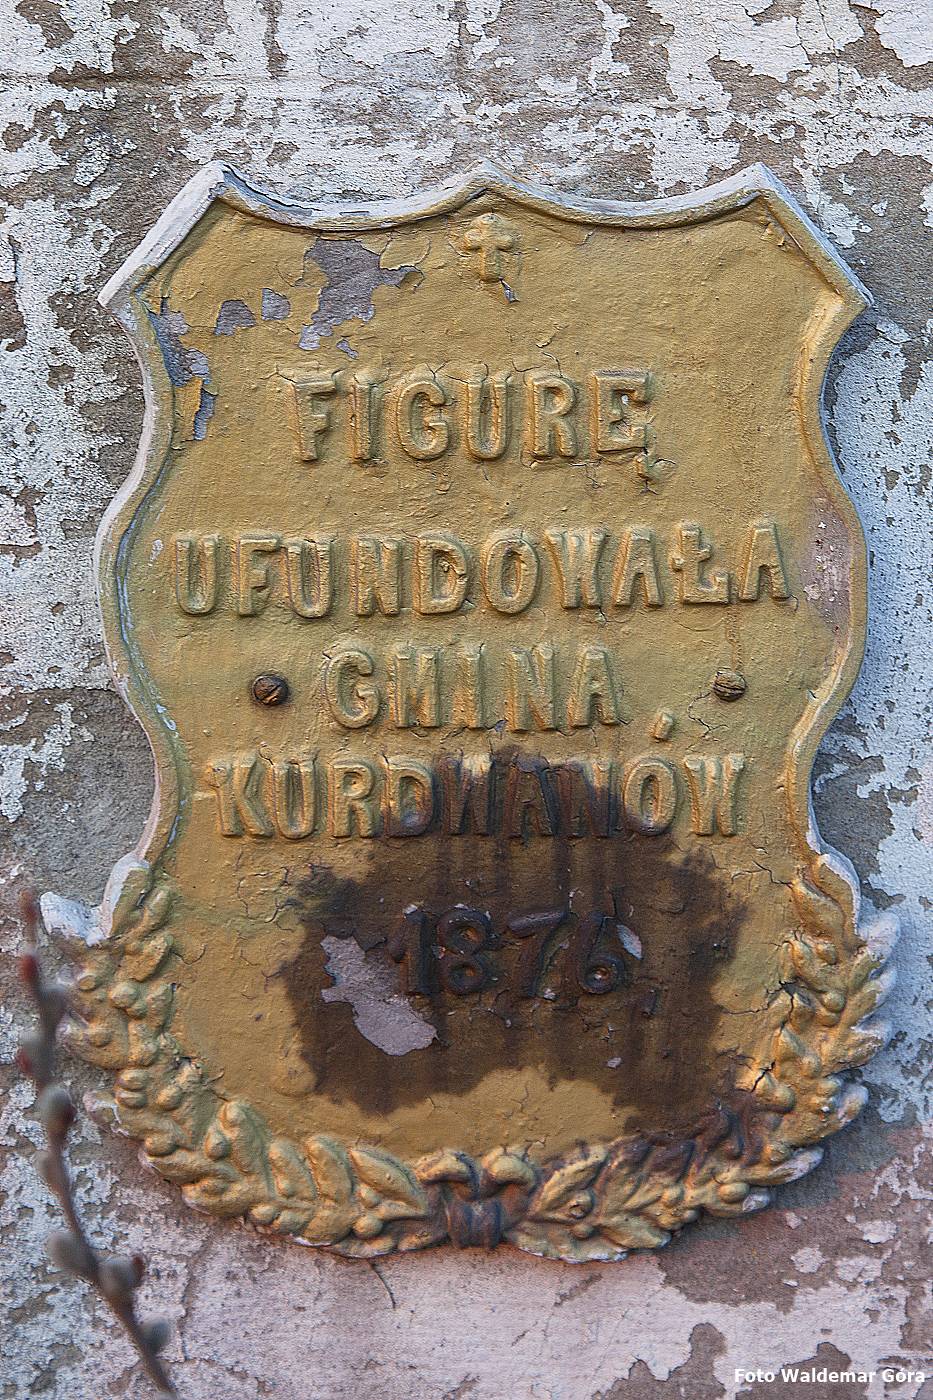 FIGURĘ
UFUNDOWAŁA
GMINA
KURDWANÓW
1876
Foto Waldemar Góra